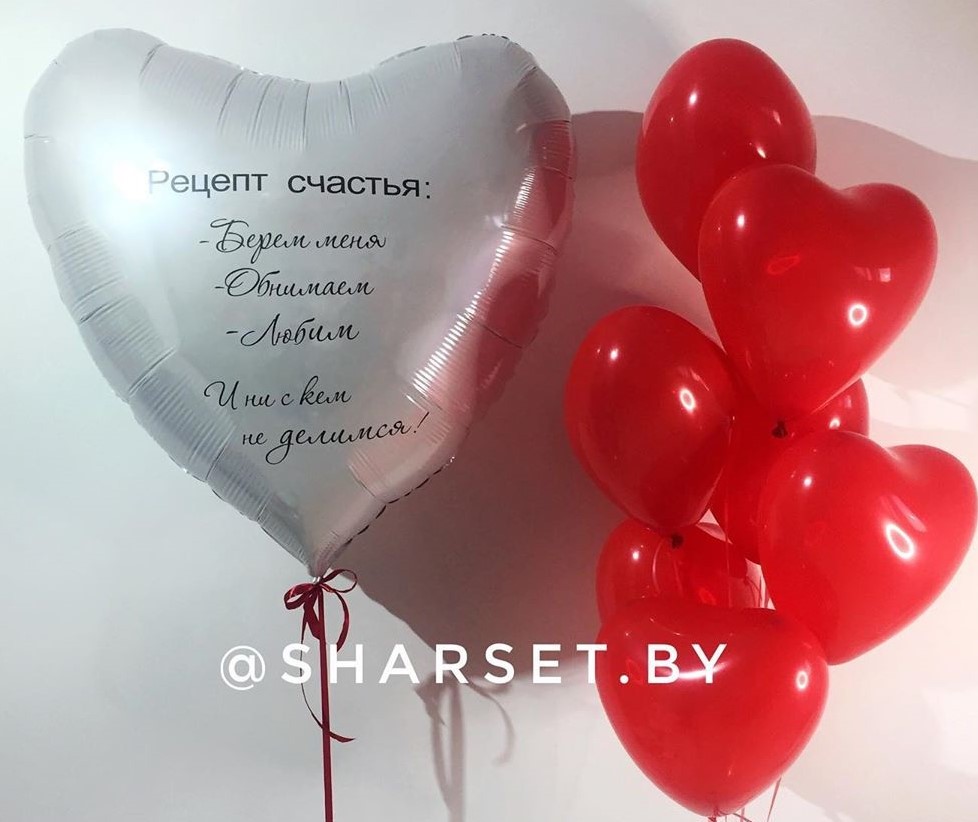 Рецепт счастья:
-Берем меня
-Обнимаем
-Любим
И ни с кем
не делимся!
@SHARSET.BY